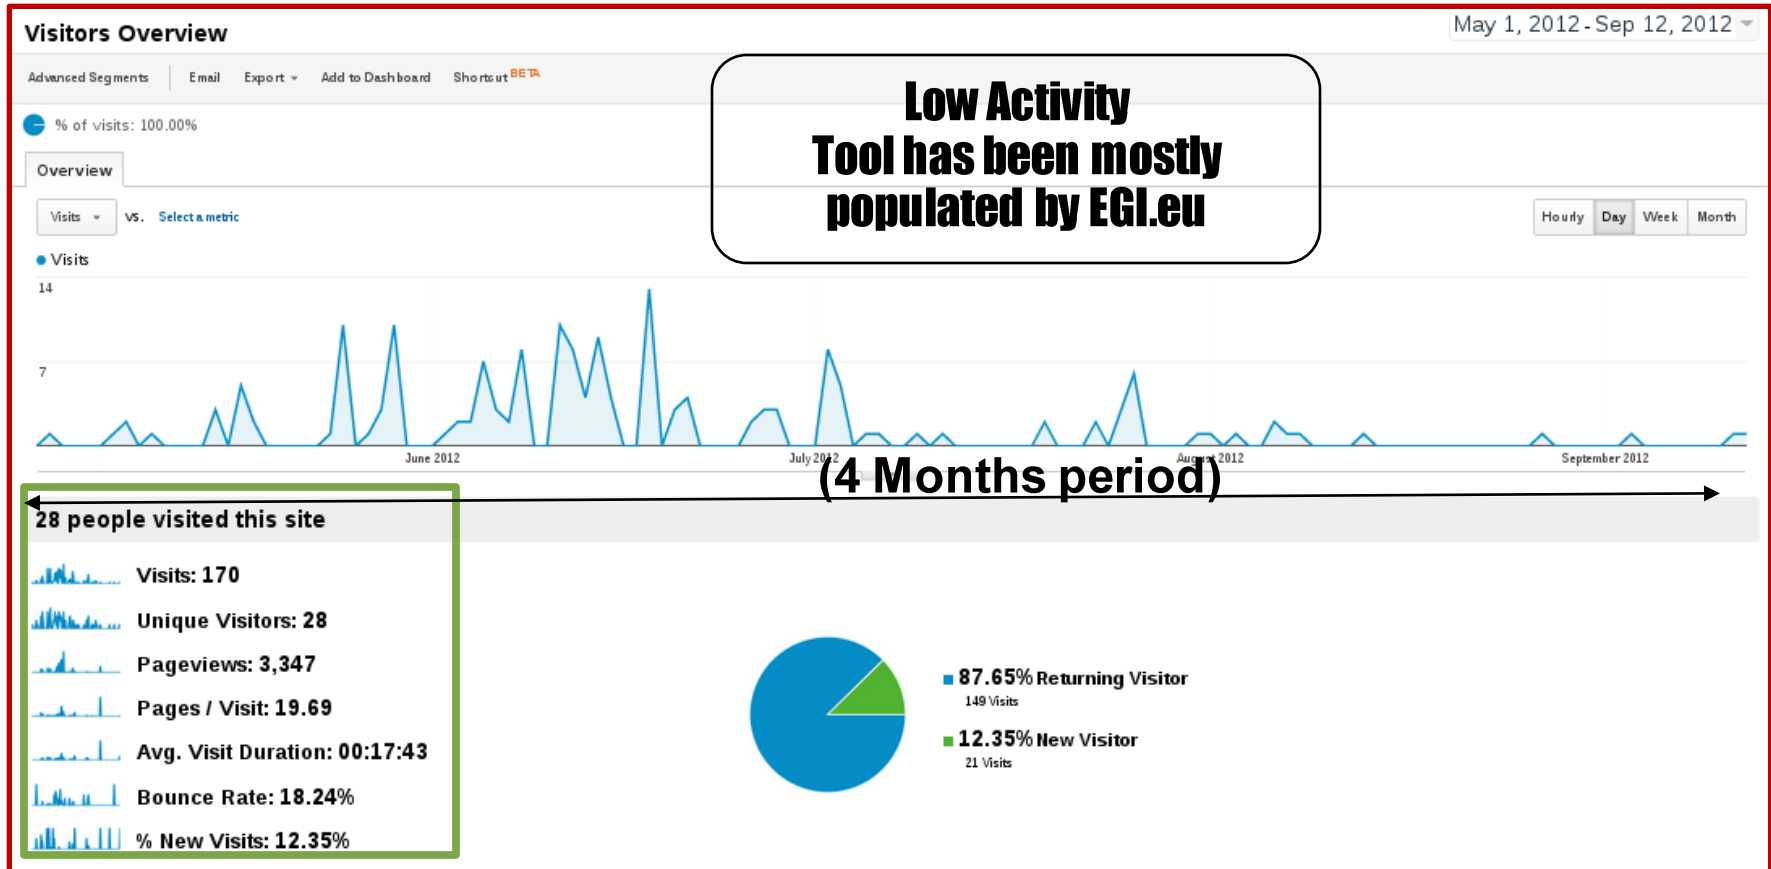 Visitors Overview
May 1, 2012 - Sep 12, 2012
Advanced Segments Email Export Add to Dashboard Shortcut BETA
% of visits: 100.00%
Low Activity
Tool has been mostly
populated by EGI.eu
Overview
Visits vs. Select a metric
Hourly Day Week Month
Visits
14
7
June 2012 July 2012 August 2012 September 2012
(4 Months period)
28 people visited this site
Visits: 170
Unique Visitors: 28
Pageviews: 3,347
Pages / Visit: 19.69
Avg. Visit Duration: 00:17:43
Bounce Rate: 18.24%
% New Visits: 12.35%
87.65% Returning Visitor
149 Visits
12.35% New Visitor
21 Visits